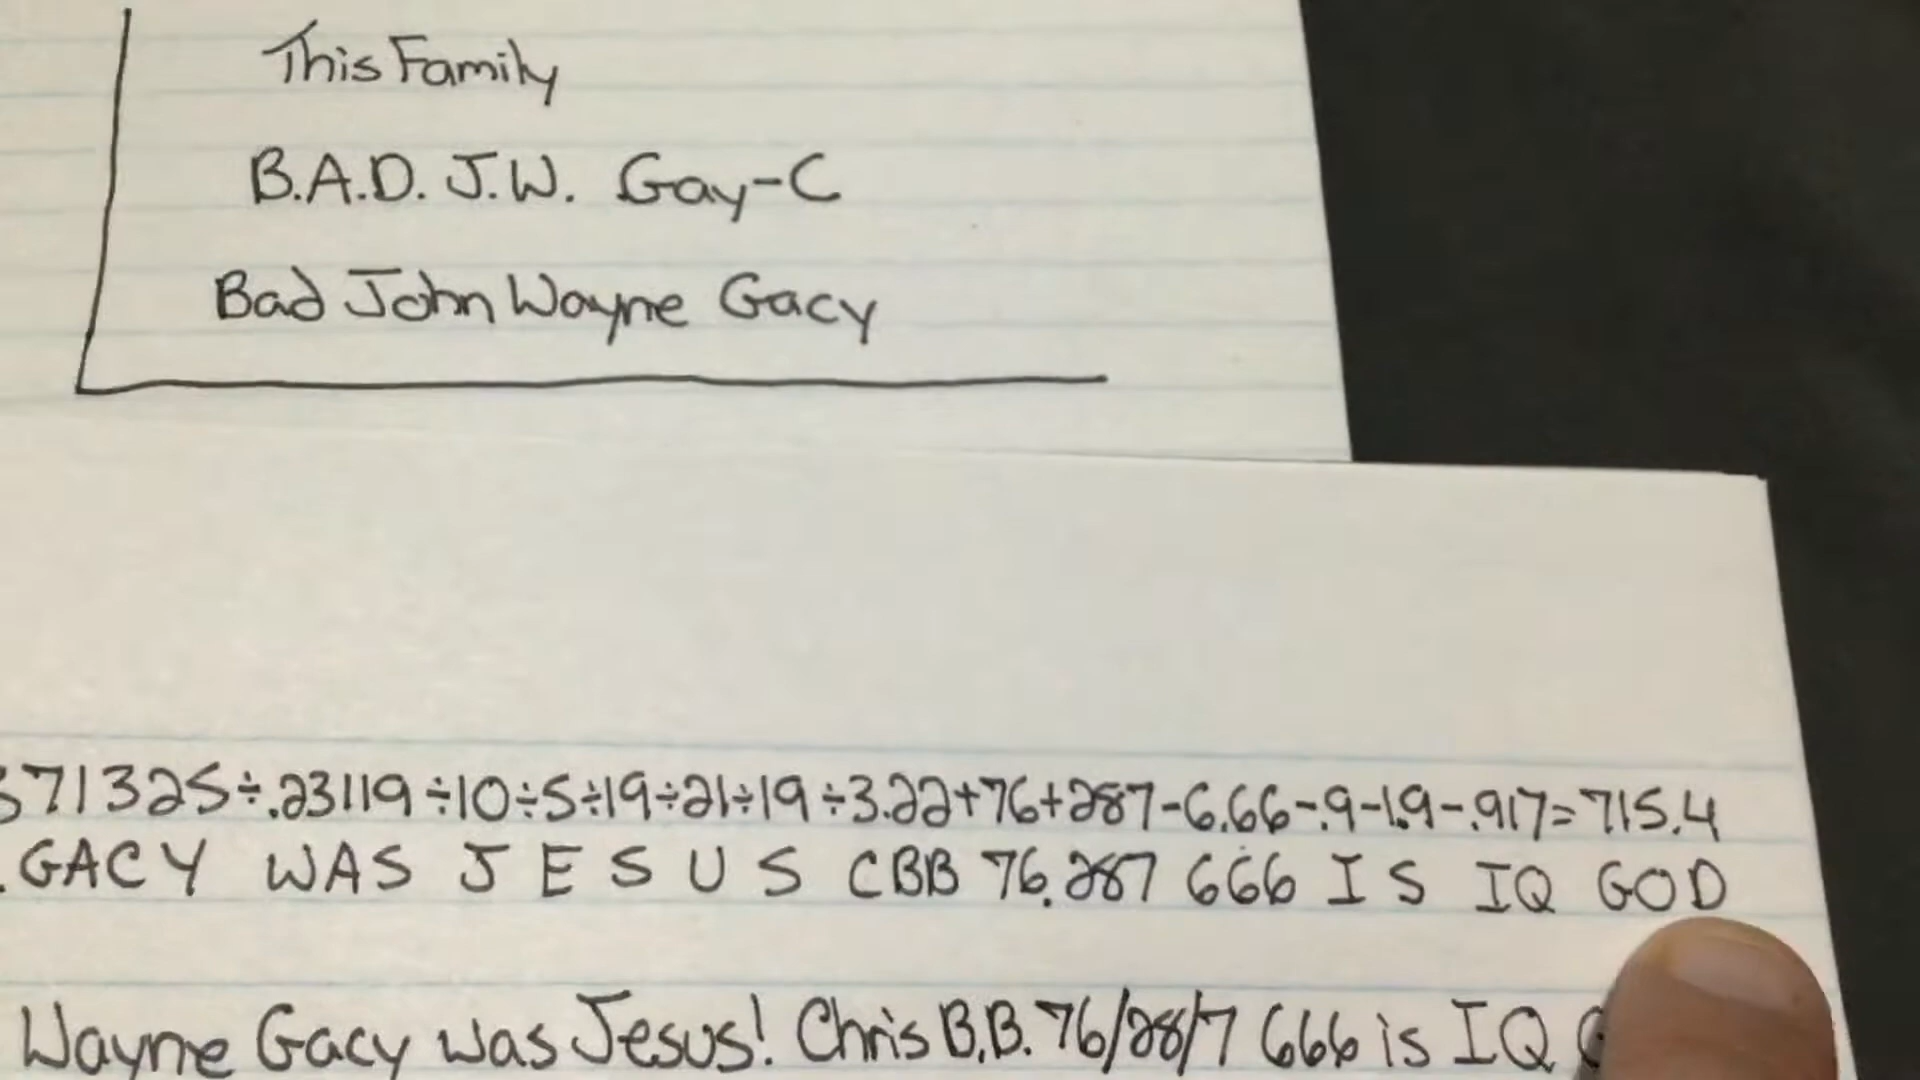 This Family
B.A.D. J.W. Gay-C
Bad John Wayne Gacy
71325÷.23119÷10÷5÷19÷21÷19÷3.22+76+287-6.66-.9-1.9-.917=715.4
.GACY WAS J E S U S CBB 76.287 666 I S IQ GOD
Wayne Gacy was Jesus! Chris B.B. 76/28/7 666 is IQ